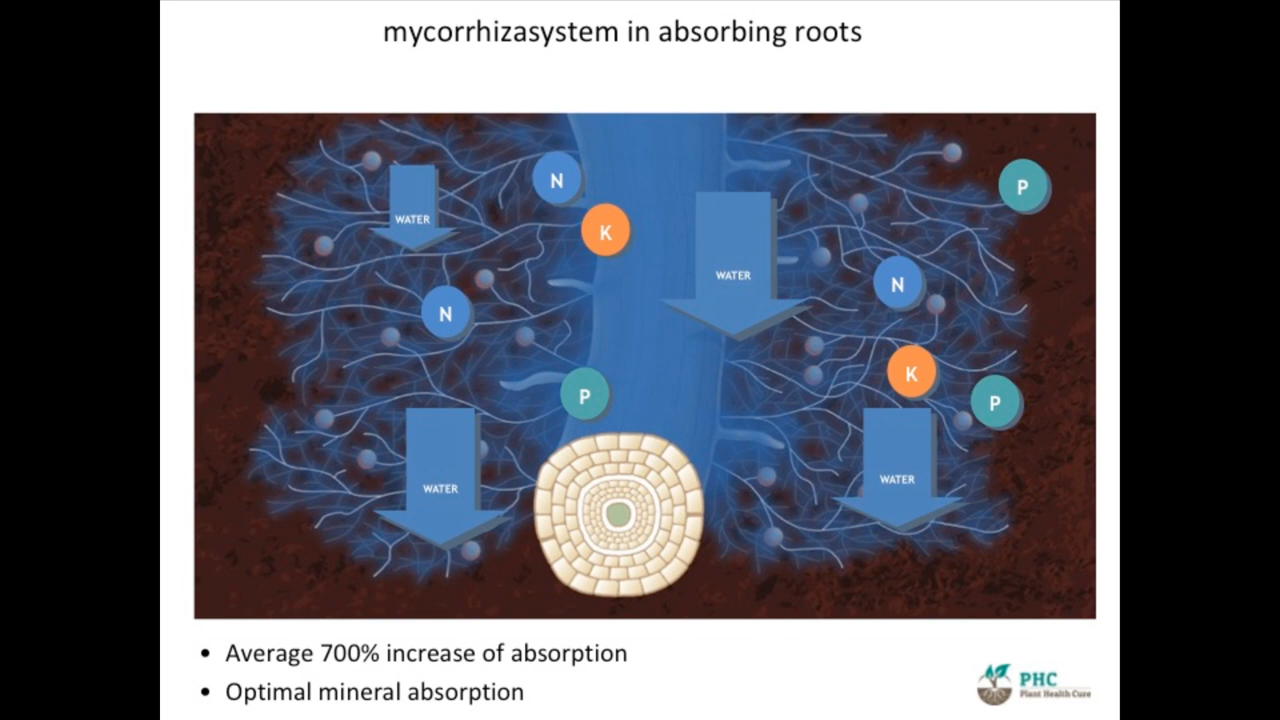 mycorrhizasystem in absorbing roots
N
P
WATER
K
WATER
N
N
K
P
P
WATER
WATER
• Average 700% increase of absorption
• Optimal mineral absorption
PHC
Plant Health Cure